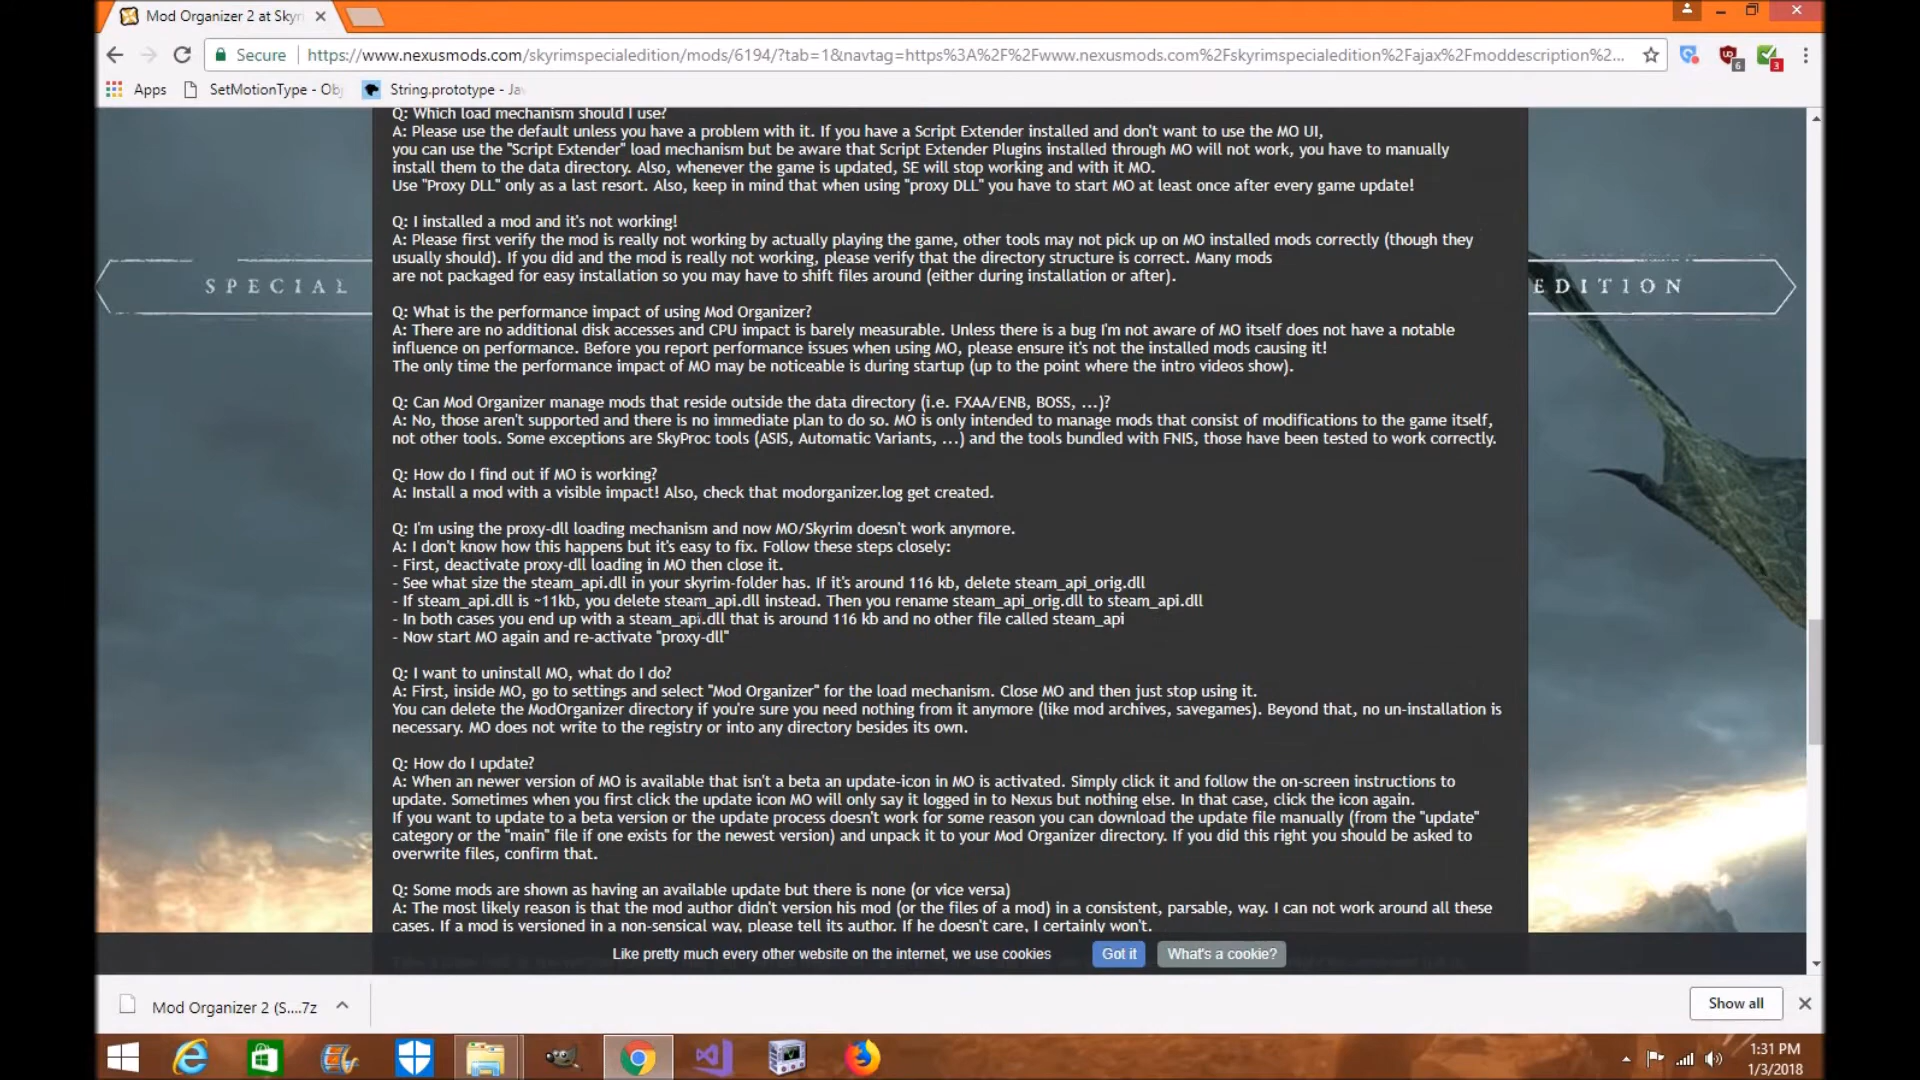 Mod Organizer 2 at Skyr
Secure
https://www.nexusmods.com/skyrimspecialedition/mods/6194/?tab=1&navtag=https%3A%2F%2Fwww.nexusmods.com%2Fskyrimspecialedition%2Fajax%2Fmoddescription%2...
6
3
Apps
SetMotionType - Obj
String.prototype - Ja
SPECIAL
EDITION
Q: Which load mechanism should I use?
A: Please use the default unless you have a problem with it. If you have a Script Extender installed and don't want to use the MO UI,
you can use the "Script Extender" load mechanism but be aware that Script Extender Plugins installed through MO will not work, you have to manually
install them to the data directory. Also, whenever the game is updated, SE will stop working and with it MO.
Use "Proxy DLL" only as a last resort. Also, keep in mind that when using "proxy DLL" you have to start MO at least once after every game update!
Q: I installed a mod and it's not working!
A: Please first verify the mod is really not working by actually playing the game, other tools may not pick up on MO installed mods correctly (though they
usually should). If you did and the mod is really not working, please verify that the directory structure is correct. Many mods
are not packaged for easy installation so you may have to shift files around (either during installation or after).
Q: What is the performance impact of using Mod Organizer?
A: There are no additional disk accesses and CPU impact is barely measurable. Unless there is a bug I'm not aware of MO itself does not have a notable
influence on performance. Before you report performance issues when using MO, please ensure it's not the installed mods causing it!
The only time the performance impact of MO may be noticeable is during startup (up to the point where the intro videos show).
Q: Can Mod Organizer manage mods that reside outside the data directory (i.e. FXAA/ENB, BOSS, ...)?
A: No, those aren't supported and there is no immediate plan to do so. MO is only intended to manage mods that consist of modifications to the game itself,
not other tools. Some exceptions are SkyProc tools (ASIS, Automatic Variants, ...) and the tools bundled with FNIS, those have been tested to work correctly.
Q: How do I find out if MO is working?
A: Install a mod with a visible impact! Also, check that modorganizer.log get created.
Q: I'm using the proxy-dll loading mechanism and now MO/Skyrim doesn't work anymore.
A: I don't know how this happens but it's easy to fix. Follow these steps closely:
- First, deactivate proxy-dll loading in MO then close it.
- See what size the steam_api.dll in your skyrim-folder has. If it's around 116 kb, delete steam_api_orig.dll
- If steam_api.dll is ~11kb, you delete steam_api.dll instead. Then you rename steam_api_orig.dll to steam_api.dll
- In both cases you end up with a steam_api.dll that is around 116 kb and no other file called steam_api
- Now start MO again and re-activate "proxy-dll"
Q: I want to uninstall MO, what do I do?
A: First, inside MO, go to settings and select "Mod Organizer" for the load mechanism. Close MO and then just stop using it.
You can delete the ModOrganizer directory if you're sure you need nothing from it anymore (like mod archives, savegames). Beyond that, no un-installation is
necessary. MO does not write to the registry or into any directory besides its own.
Q: How do I update?
A: When an newer version of MO is available that isn't a beta an update-icon in MO is activated. Simply click it and follow the on-screen instructions to
update. Sometimes when you first click the update icon MO will only say it logged in to Nexus but nothing else. In that case, click the icon again.
If you want to update to a beta version or the update process doesn't work for some reason you can download the update file manually (from the "update"
category or the "main" file if one exists for the newest version) and unpack it to your Mod Organizer directory. If you did this right you should be asked to
overwrite files, confirm that.
Q: Some mods are shown as having an available update but there is none (or vice versa)
A: The most likely reason is that the mod author didn't version his mod (or the files of a mod) in a consistent, parsable, way. I can not work around all these
cases. If a mod is versioned in a non-sensical way, please tell its author. If he doesn't care, I certainly won't.
Like pretty much every other website on the internet, we use cookies
Got it
What's a cookie?
Mod Organizer 2 (S....7z
Show all
1:31 PM
1/3/2018